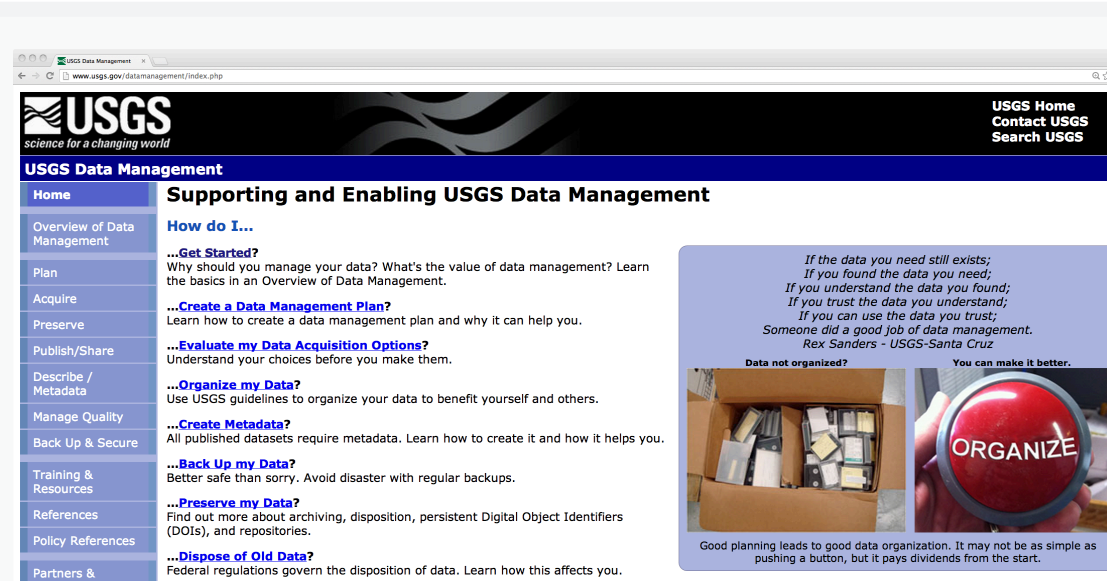 USGS Data Management
www.usgs.gov/datamanagement/index.php
USGS
science for a changing world
USGS Home
Contact USGS
Search USGS
USGS Data Management
Home
Overview of Data
Management
Plan
Acquire
Preserve
Publish/Share
Describe /
Metadata
Manage Quality
Back Up & Secure
Training &
Resources
References
Policy References
Partners &
Supporting and Enabling USGS Data Management
How do I...
...Get Started?
Why should you manage your data? What's the value of data management? Learn
the basics in an Overview of Data Management.
...Create a Data Management Plan?
Learn how to create a data management plan and why it can help you.
...Evaluate my Data Acquisition Options?
Understand your choices before you make them.
...Organize my Data?
Use USGS guidelines to organize your data to benefit yourself and others.
...Create Metadata?
All published datasets require metadata. Learn how to create it and how it helps you.
...Back Up my Data?
Better safe than sorry. Avoid disaster with regular backups.
...Preserve my Data?
Find out more about archiving, disposition, persistent Digital Object Identifiers
(DOIs), and repositories.
...Dispose of Old Data?
Federal regulations govern the disposition of data. Learn how this affects you.
If the data you need still exists;
If you found the data you need;
If you understand the data you found;
If you trust the data you understand;
If you can use the data you trust;
Someone did a good job of data management.
Rex Sanders - USGS-Santa Cruz
Data not organized?
You can make it better.
ORGANIZE
Good planning leads to good data organization. It may not be as simple as
pushing a button, but it pays dividends from the start.